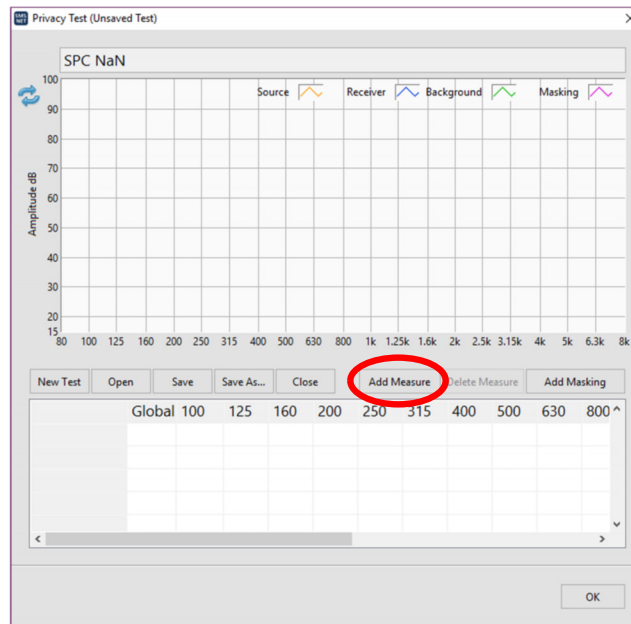 Privacy Test (Unsaved Test)
SPC NaN
Source Receiver Background Masking
Amplitude dB
100
90
80
70
60
50
40
30
20
15
80 100 125 160 200 250 315 400 500 630 800 1k 1.25k 1.6k 2k 2.5k 3.15k 4k 5k 6.3k 8k
New Test Open Save Save As... Close Add Measure Delete Measure Add Masking
Global 100 125 160 200 250 315 400 500 630 800
OK